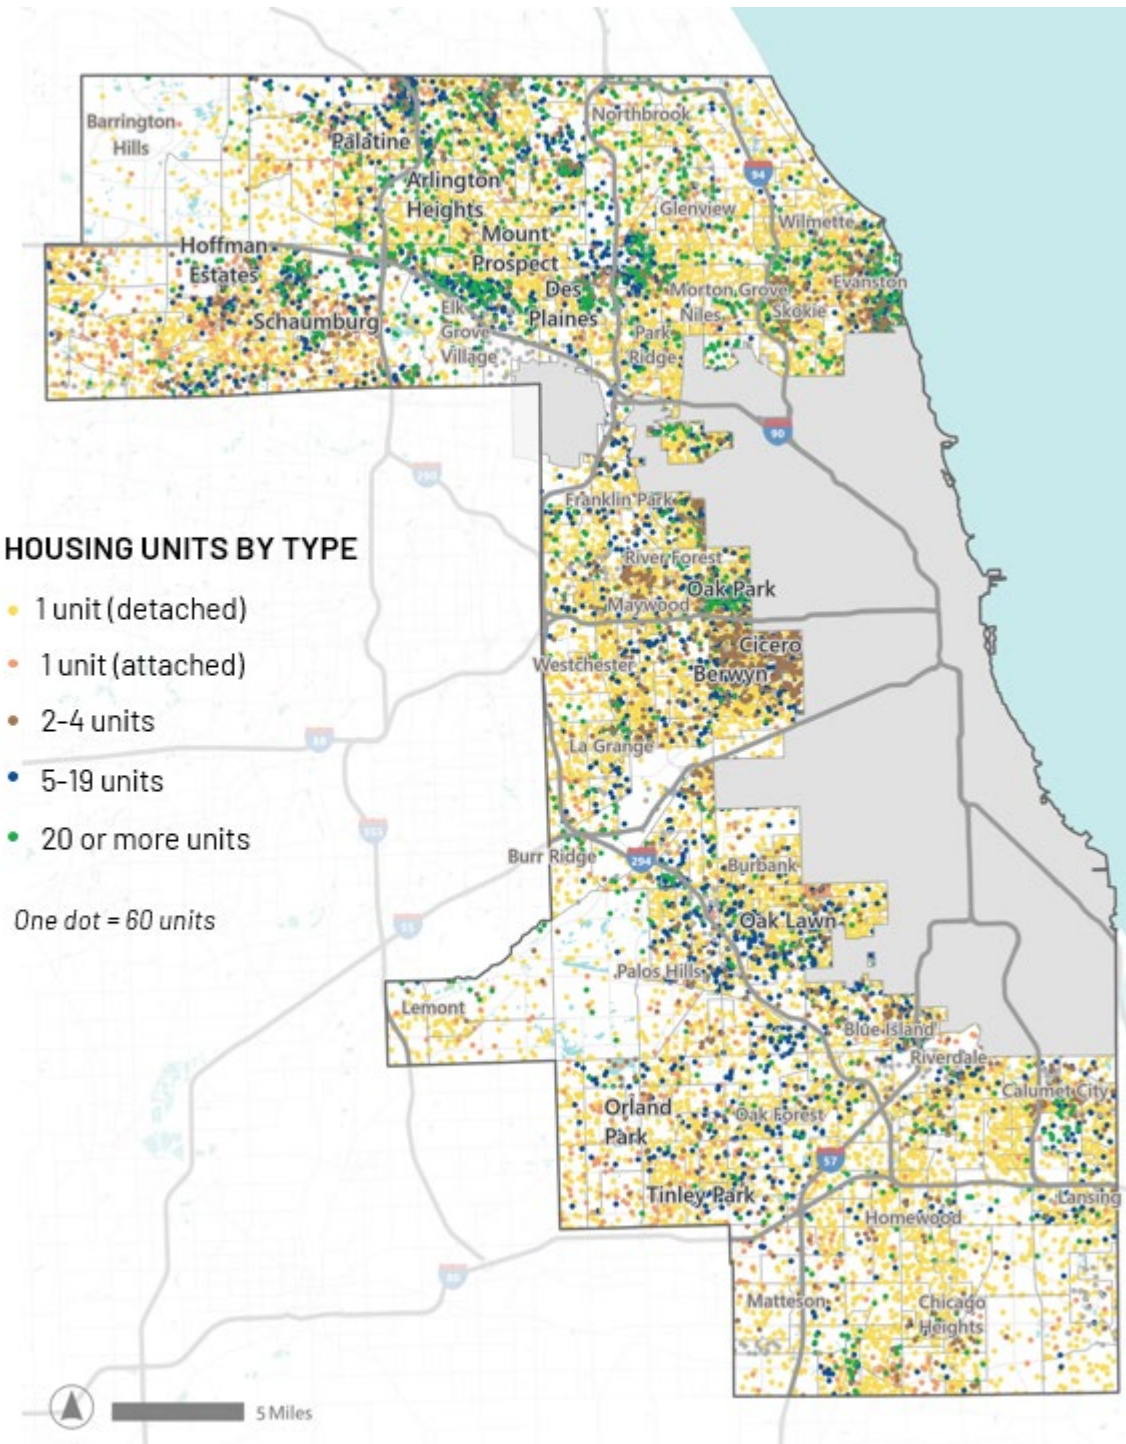 Barrington
Hills
Palatine
Northbrook
94
Arlington
Heights
Glenview
Wilmette
Mount
Prospect
Hoffman
Estates
Des
Plaines
Morton Grove
Evanston
Skokie
Niles
Elk
Grove
Village
Schaumburg
Park
Ridge
90
290
Franklin Park
HOUSING UNITS BY TYPE
1 unit (detached)
1 unit (attached)
2-4 units
5-19 units
20 or more units
One dot = 60 units
River Forest
Oak Park
Maywood
Cicero
Westchester
Berwyn
La Grange
88
355
Burr Ridge
294
Burbank
55
Oak Lawn
Palos Hills
Lemont
Blue Island
Riverdale
Calumet City
Orland
Park
Oak Forest
57
Tinley Park
Lansing
Homewood
80
Matteson
Chicago
Heights
5 Miles